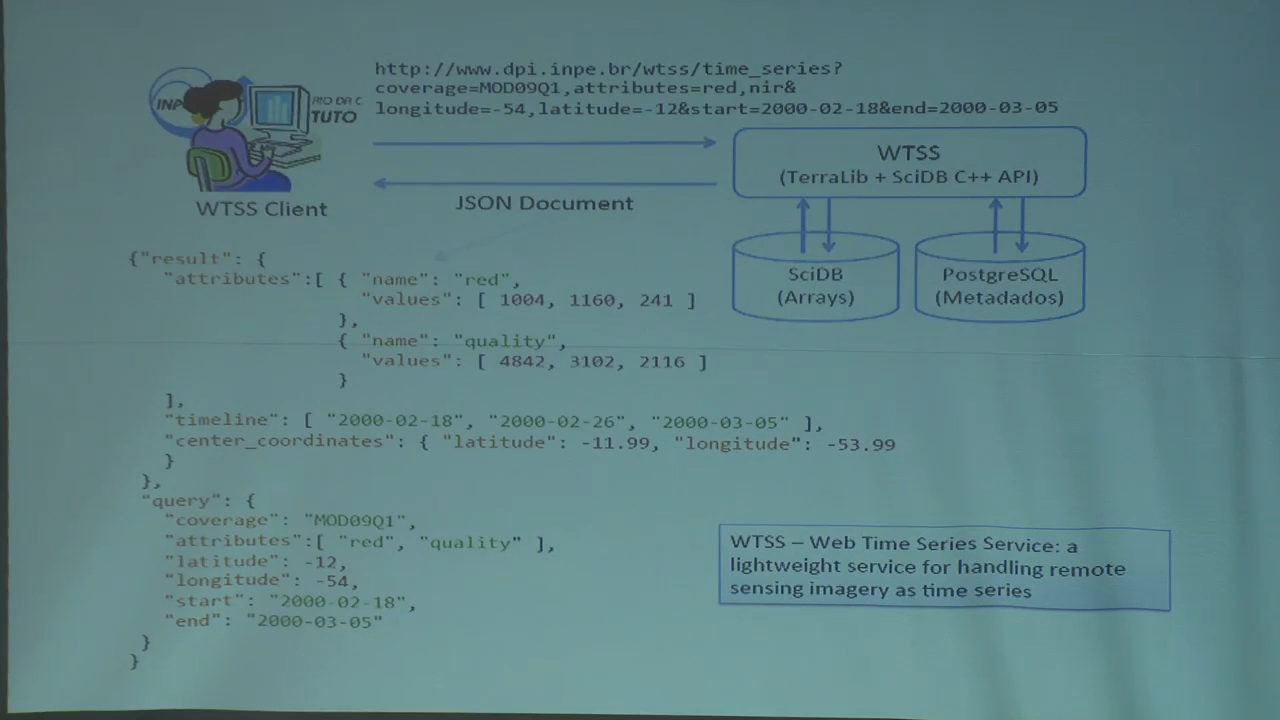 http://www.dpi.inpe.br/wtss/time_series?
coverage=MOD09Q1,attributes=red,nir&
longitude=-54,latitude=-12&start=2000-02-18&end=2000-03-05
INP
TUTO
WTSS
(TerraLib + SciDB C++ API)
WTSS Client
JSON Document
SciDB
(Arrays)
PostgreSQL
(Metadados)
{"result": {
"attributes":[ { "name": "red",
"values": [ 1004, 1160, 241 ]
},
{ "name": "quality",
"values": [ 4842, 3102, 2116 ]
}
],
"timeline": [ "2000-02-18", "2000-02-26", "2000-03-05" ],
"center_coordinates": { "latitude": -11.99, "longitude": -53.99
}
},
"query": {
"coverage": "MOD09Q1",
"attributes":[ "red", "quality" ],
"latitude": -12,
"longitude": -54,
"start": "2000-02-18",
"end": "2000-03-05"
}
}
WTSS – Web Time Series Service: a
lightweight service for handling remote
sensing imagery as time series